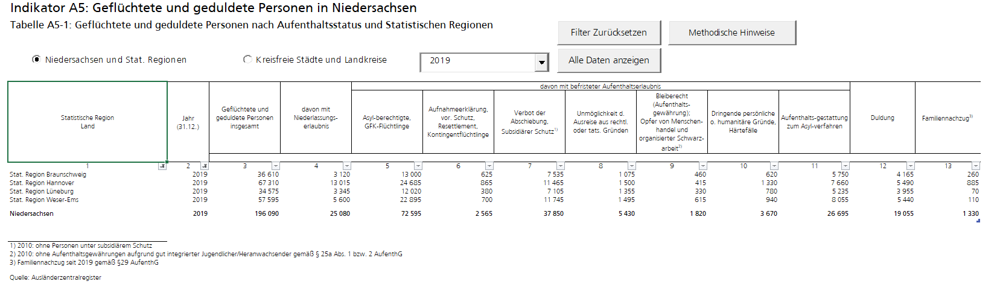 Indikator A5: Geflüchtete und geduldete Personen in Niedersachsen
Tabelle A5-1: Geflüchtete und geduldete Personen nach Aufenthaltsstatus und Statistischen Regionen
Filter Zurücksetzen
Methodische Hinweise
Niedersachsen und Stat. Regionen
Kreisfreie Städte und Landkreise
2019
Alle Daten anzeigen
davon mit befristeter Aufenthaltserlaubnis
Statistische Region
Land
Jahr
(31.12.)
Geflüchtete und
geduldete Personen
insgesamt
davon mit
Niederlassungs-
erlaubnis
Asyl-berechtigte,
GFK-Flüchtlinge
Aufnahmeerklärung,
vor. Schutz,
Resettlement,
Kontingentflüchtlinge
Verbot der
Abschiebung,
Subsidiärer Schutz1)
Unmöglichkeit d.
Ausreise aus rechtl.
oder tats. Gründen
Bleiberecht
(Aufenthalts-
gewährung);
Opfer von Menschen-
handel und
organisierter Schwarz-
arbeit2)
Dringende persönliche
o. humanitäre Gründe,
Härtefälle
Aufenthalts-gestattung
zum Asyl-verfahren
Duldung
Familiennachzug3)
1 2 3 4 5 6 7 8 9 10 11 12 13
Stat. Region Braunschweig 2019 36 610 3 120 13 000 625 7 535 1 075 460 620 5 750 4 165 260
Stat. Region Hannover 2019 67 310 13 015 24 685 865 11 465 1 500 415 1 330 7 660 5 490 885
Stat. Region Lüneburg 2019 34 575 3 345 12 020 380 7 105 1 355 330 780 5 235 3 955 70
Stat. Region Weser-Ems 2019 57 595 5 600 22 895 700 11 745 1 495 615 940 8 055 5 440 110
Niedersachsen 2019 196 090 25 080 72 595 2 565 37 850 5 430 1 820 3 670 26 695 19 055 1 330
1) 2010: ohne Personen unter subsidiärem Schutz
2) 2010: ohne Aufenthaltsgewährungen aufgrund gut integrierter Jugendlicher/Heranwachsender gemäß § 25a Abs. 1 bzw. 2 AufenthG
3) Familiennachzug seit 2019 gemäß §29 AufenthG
Quelle: Ausländerzentralregister